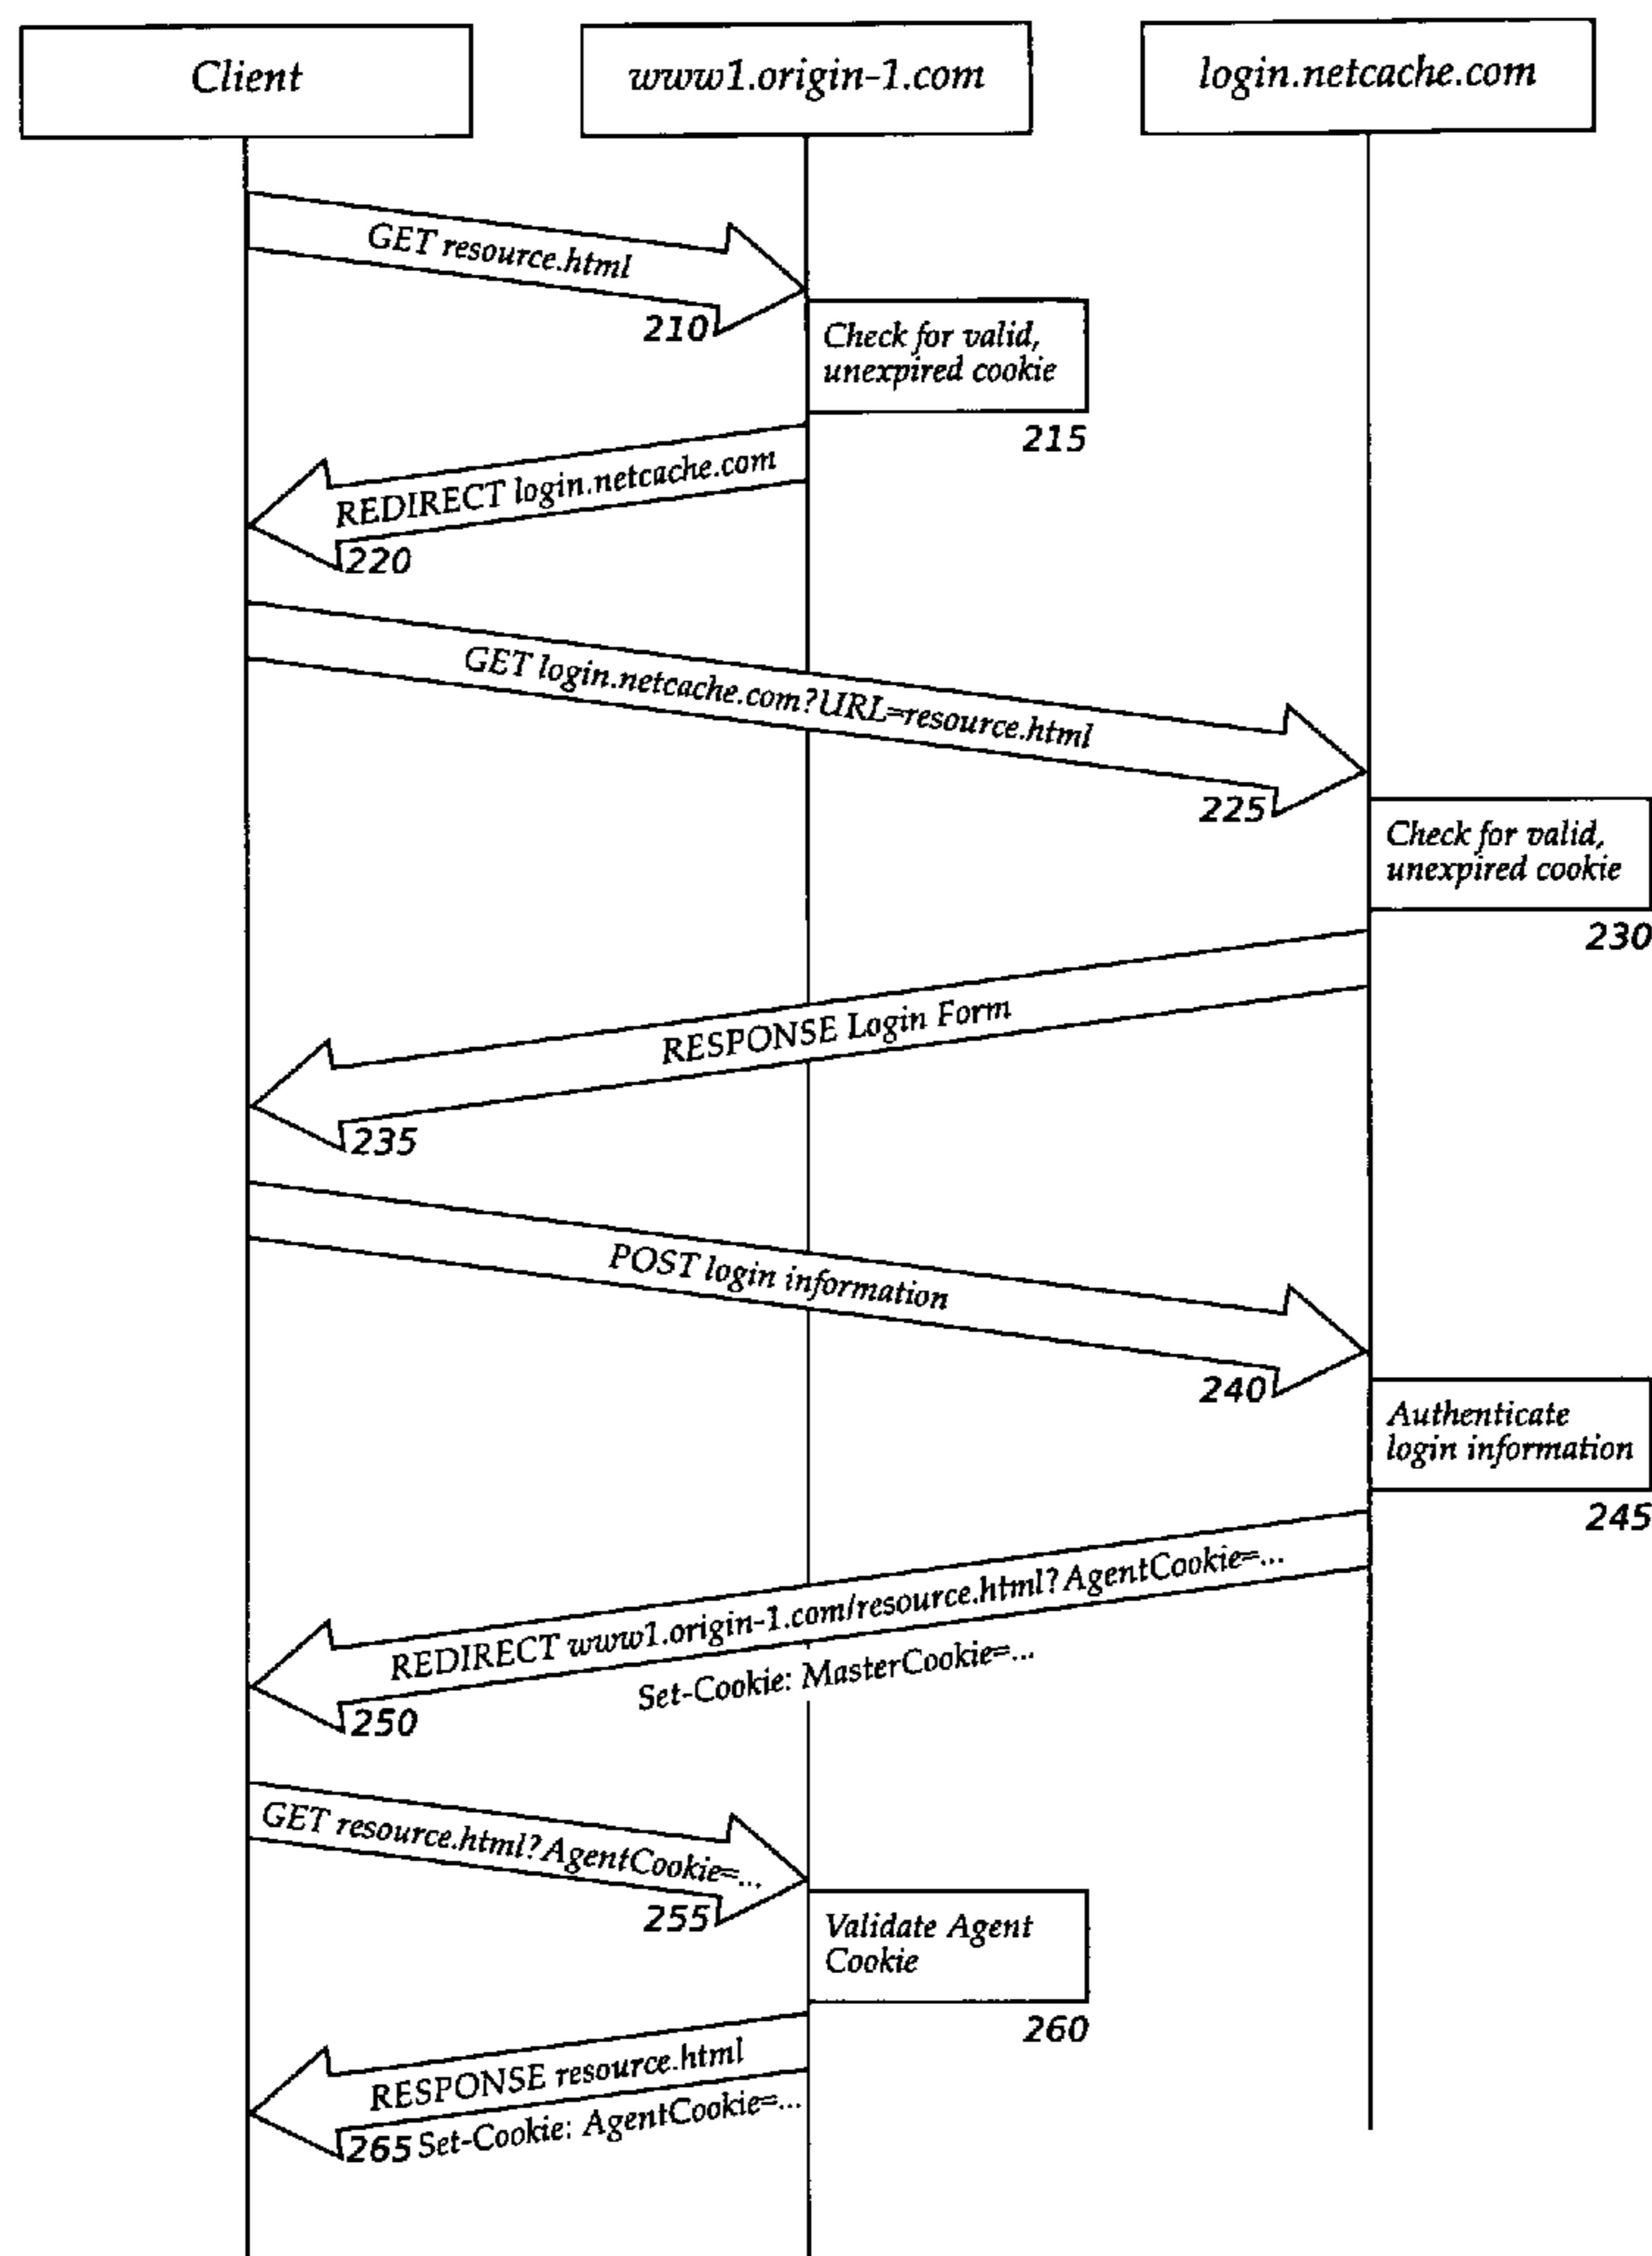 Client
www1.origin-1.com
login.netcache.com
GET resource.html
210
Check for valid,
unexpired cookie
215
REDIRECT login.netcache.com
220
GET login.netcache.com?URL=resource.html
225
Check for valid,
unexpired cookie
230
RESPONSE Login Form
235
POST login information
240
Authenticate
login information
245
REDIRECT www1.origin-1.com/resource.html?AgentCookie=...
Set-Cookie: MasterCookie=...
250
GET resource.html?AgentCookie=...
255
Validate Agent
Cookie
260
RESPONSE resource.html
265 Set-Cookie: AgentCookie=...